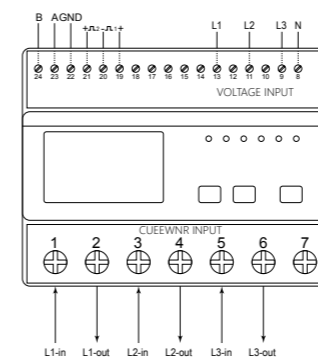 B AGND L1 L2 L3 N
+⎍2-⎍1+
24 23 22 21 20 19 18 17 16 15 14 13 12 11 10 9 8
VOLTAGE INPUT
CUEEWNR INPUT
1 2 3 4 5 6 7
L1-in L1-out L2-in L2-out L3-in L3-out